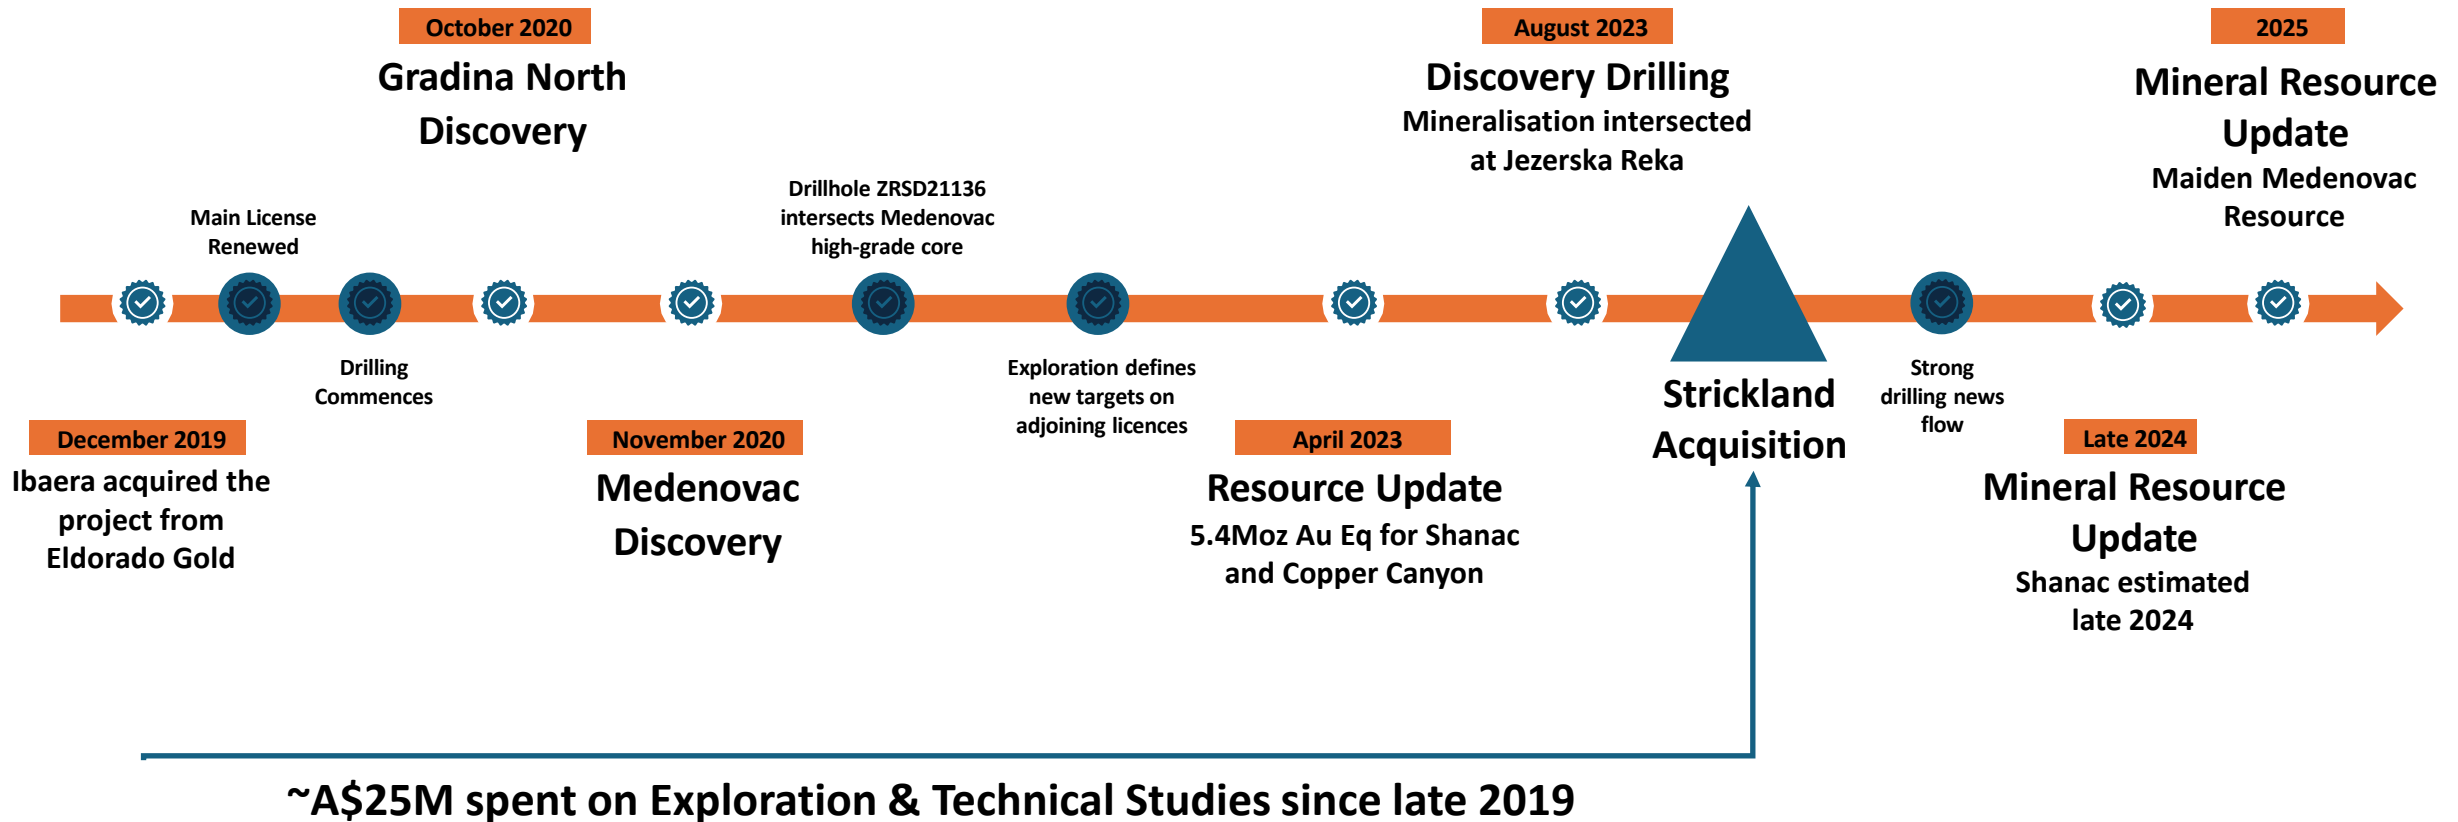 October 2020
Gradina North
Discovery
August 2023
Discovery Drilling
Mineralisation intersected
at Jezerska Reka
2025
Mineral Resource
Update
Maiden Medenovac
Resource
Main License
Renewed
Drillhole ZRSD21136
intersects Medenovac
high-grade core
Drilling
Commences
Exploration defines
new targets on
adjoining licences
Strickland
Acquisition
Strong
drilling news
flow
December 2019
Ibaera acquired the
project from
Eldorado Gold
November 2020
Medenovac
Discovery
April 2023
Resource Update
5.4Moz Au Eq for Shanac
and Copper Canyon
Late 2024
Mineral Resource
Update
Shanac estimated
late 2024
~A$25M spent on Exploration & Technical Studies since late 2019